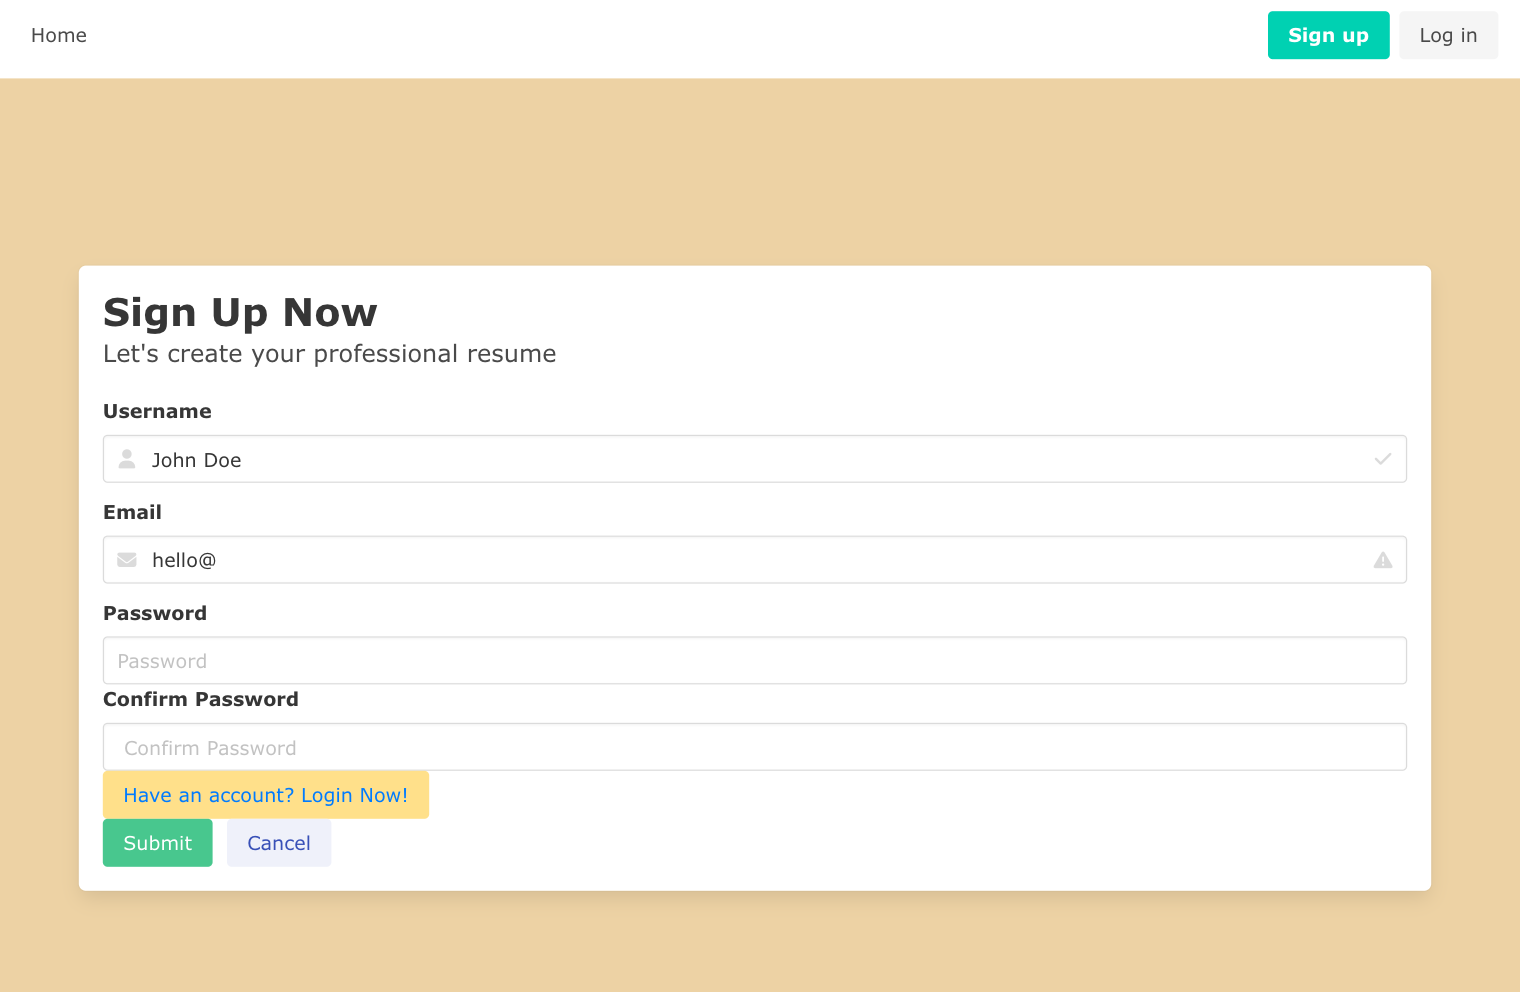 Home
Sign up
Log in
Sign Up Now
Let's create your professional resume
Username
John Doe
Email
hello@
Password
Password
Confirm Password
Confirm Password
Have an account? Login Now!
Submit
Cancel